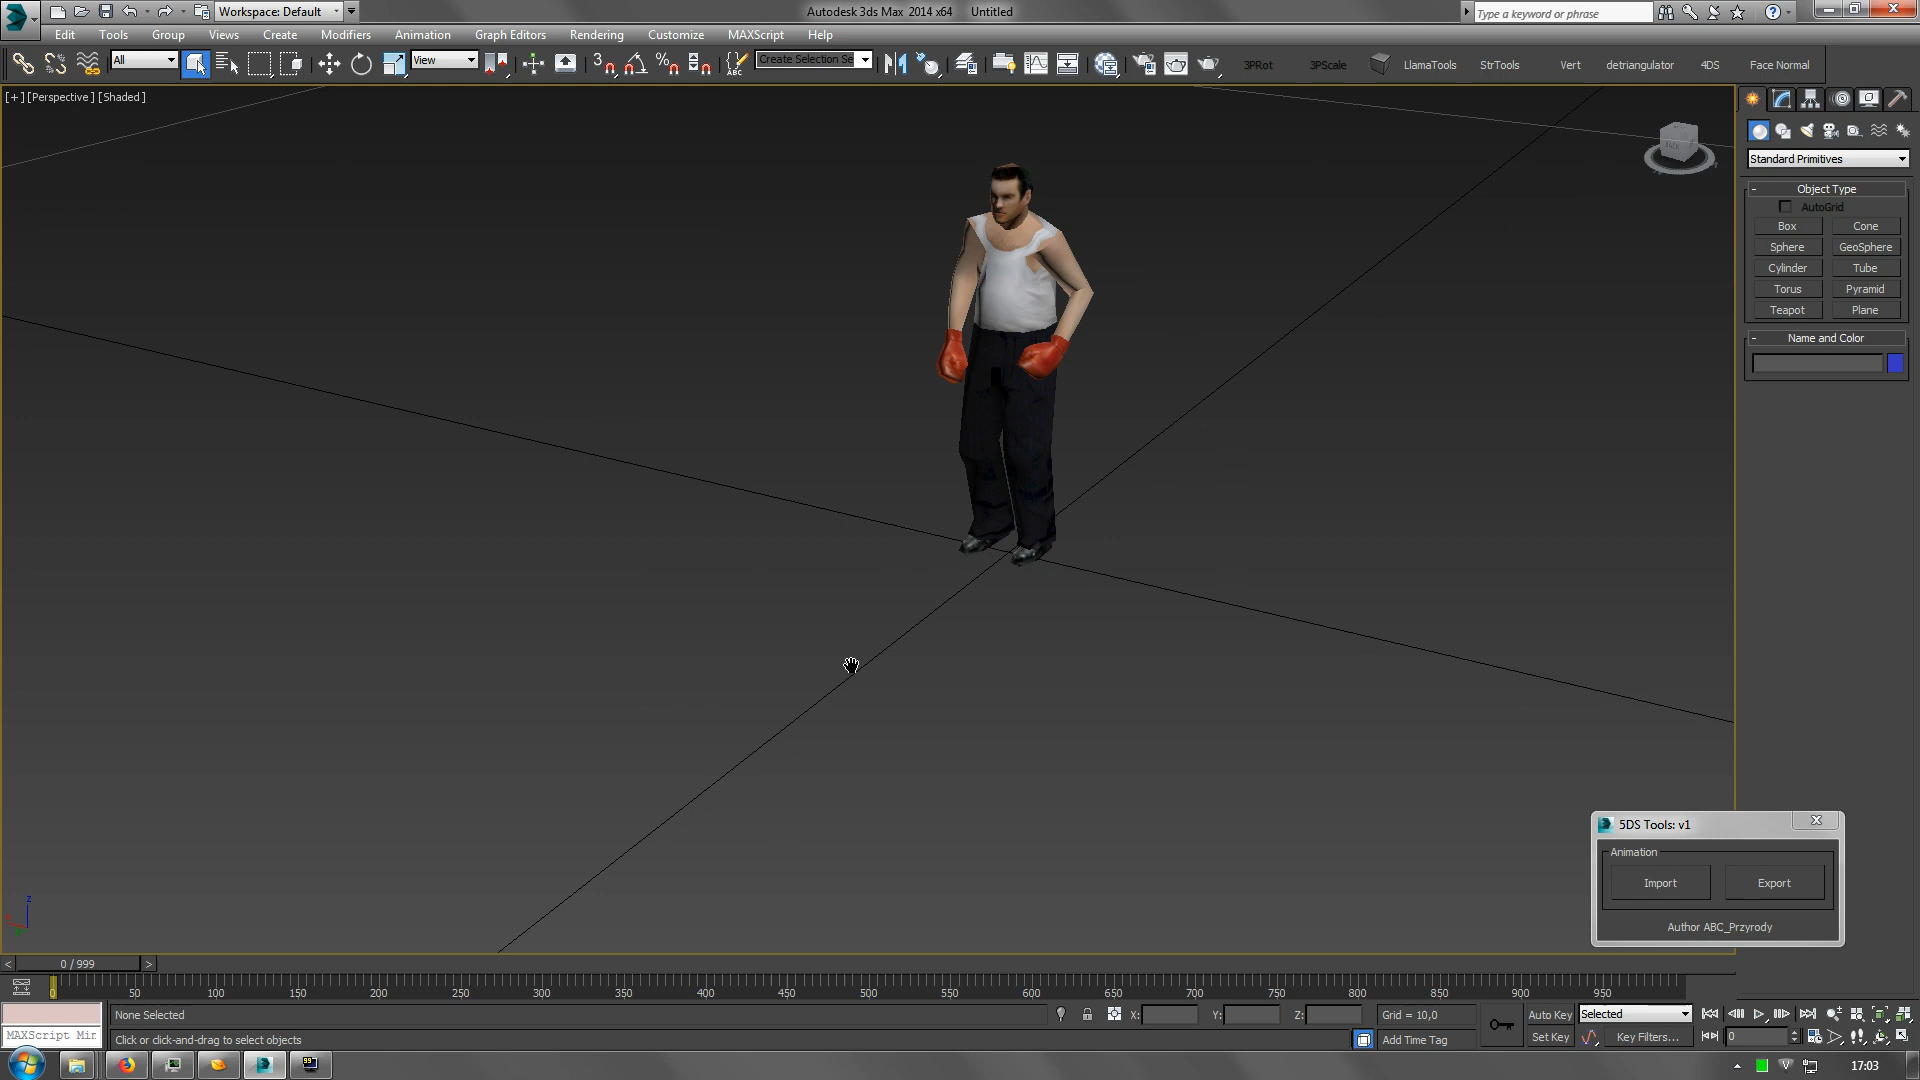 Workspace: Default
Autodesk 3ds Max 2014 x64 Untitled
Type a keyword or phrase
Edit Tools Group Views Create Modifiers Animation Graph Editors Rendering Customize MAXScript Help
All
View
3
%
ABC
Create Selection Se
3PRot 3PScale LlamaTools StrTools Vert detriangulator 4DS Face Normal
[+] [Perspective] [Shaded]
Standard Primitives
- Object Type
AutoGrid
Box Cone
Sphere GeoSphere
Cylinder Tube
Torus Pyramid
Teapot Plane
- Name and Color
5DS Tools: v1
Animation
Import Export
Author ABC_Przyrody
z
< 0 / 999 >
0 50 100 150 200 250 300 350 400 450 500 550 600 650 700 750 800 850 900 950
None Selected X: Y: Z: Grid = 10,0 Auto Key Selected
MAXScript Mir
Click or click-and-drag to select objects Add Time Tag Set Key Key Filters... 0
17:03